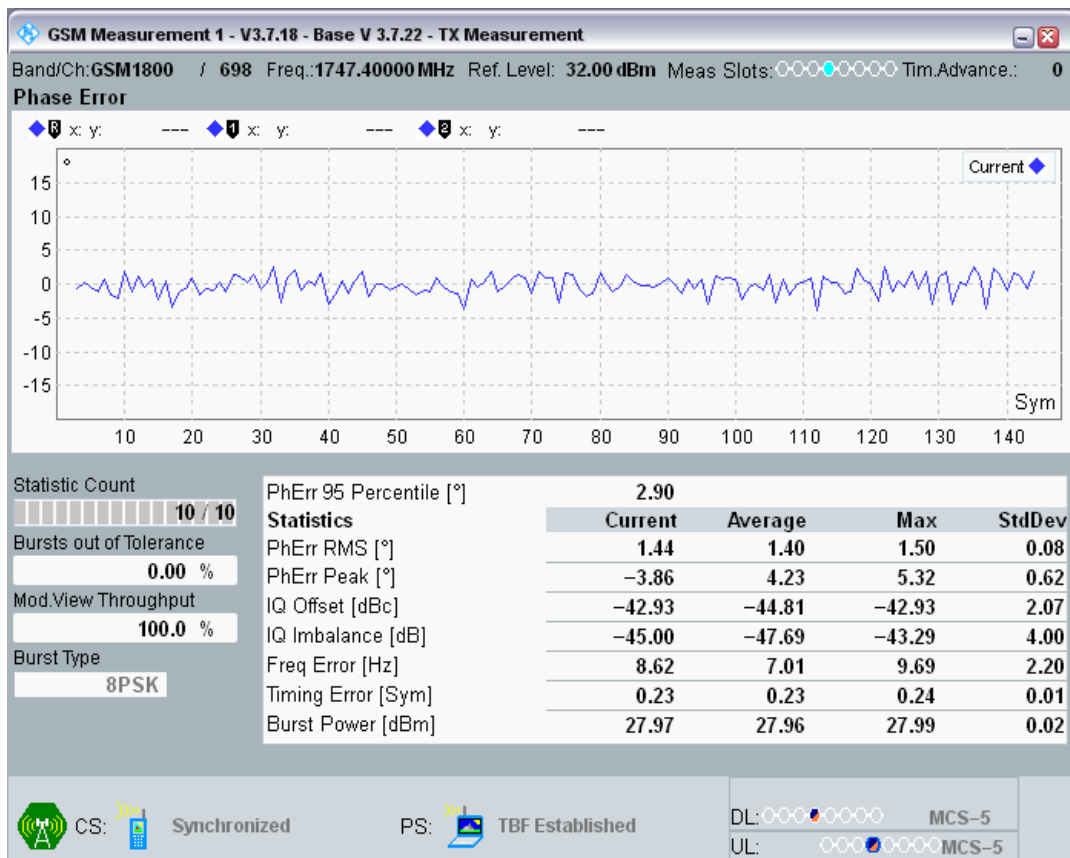 GSM Measurement 1 - V3.7.18 - Base V 3.7.22 - TX Measurement
Band/Ch:GSM1800 / 698 Freq.:1747.40000 MHz Ref. Level: 32.00 dBm Meas Slots: Tim.Advance.: 0
Phase Error
R x: y: --- 1 x: y: --- 2 x: y: ---
° Current
15
10
5
0
-5
-10
-15
Sym
10 20 30 40 50 60 70 80 90 100 110 120 130 140
Statistic Count
10 / 10
Bursts out of Tolerance
0.00 %
Mod.View Throughput
100.0 %
Burst Type
8PSK
PhErr 95 Percentile [°] 2.90
Statistics Current Average Max StdDev
PhErr RMS [°] 1.44 1.40 1.50 0.08
PhErr Peak [°] −3.86 4.23 5.32 0.62
IQ Offset [dBc] −42.93 −44.81 −42.93 2.07
IQ Imbalance [dB] −45.00 −47.69 −43.29 4.00
Freq Error [Hz] 8.62 7.01 9.69 2.20
Timing Error [Sym] 0.23 0.23 0.24 0.01
Burst Power [dBm] 27.97 27.96 27.99 0.02
CS: Synchronized PS: TBF Established
DL: MCS−5
UL: MCS−5